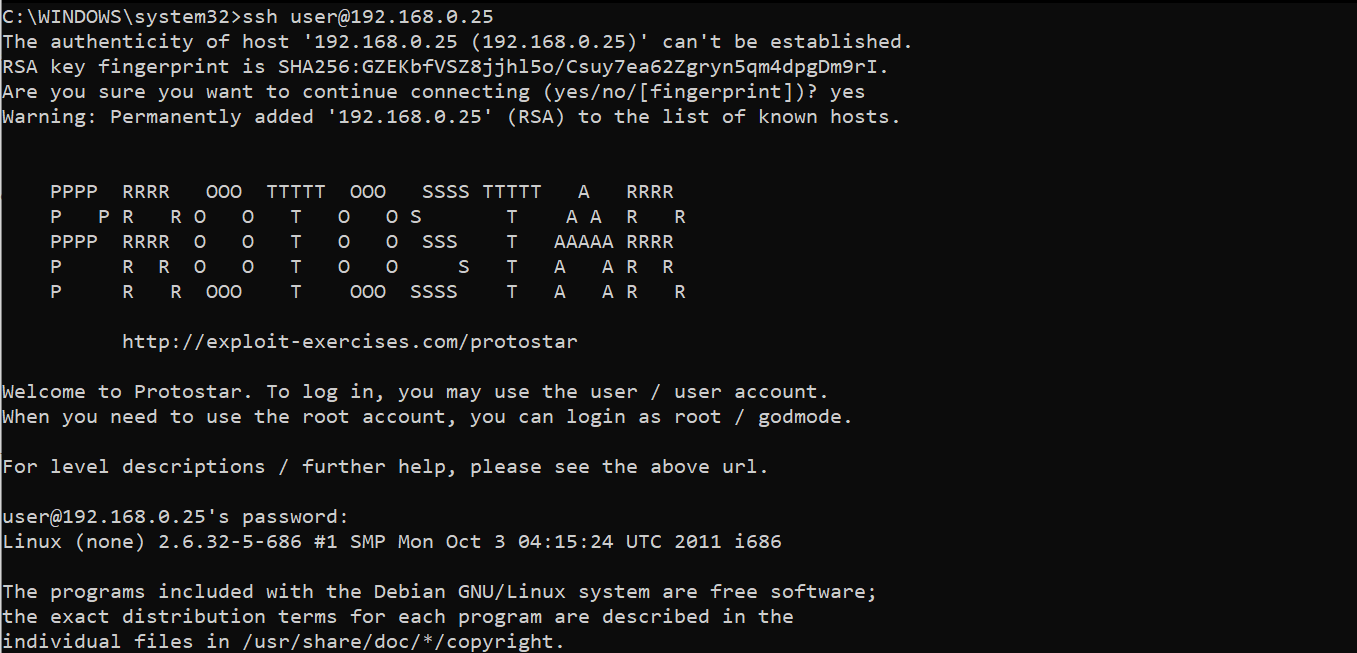 C:\WINDOWS\system32>ssh user@192.168.0.25
The authenticity of host '192.168.0.25 (192.168.0.25)' can't be established.
RSA key fingerprint is SHA256:GZEKbfVSZ8jjhl5o/Csuy7ea62Zgryn5qm4dpgDm9rI.
Are you sure you want to continue connecting (yes/no/[fingerprint])? yes
Warning: Permanently added '192.168.0.25' (RSA) to the list of known hosts.
    PPPP  RRRR   OOO  TTTTT  OOO   SSSS TTTTT   A   RRRR
    P   P R   R O   O   T   O   O S       T    A A  R   R
    PPPP  RRRR  O   O   T   O   O  SSS    T   AAAAA RRRR
    P     R  R  O   O   T   O   O     S   T   A   A R  R
    P     R   R  OOO    T    OOO  SSSS    T   A   A R   R
          http://exploit-exercises.com/protostar
Welcome to Protostar. To log in, you may use the user / user account.
When you need to use the root account, you can login as root / godmode.
For level descriptions / further help, please see the above url.
user@192.168.0.25's password:
Linux (none) 2.6.32-5-686 #1 SMP Mon Oct 3 04:15:24 UTC 2011 i686
The programs included with the Debian GNU/Linux system are free software;
the exact distribution terms for each program are described in the
individual files in /usr/share/doc/*/copyright.